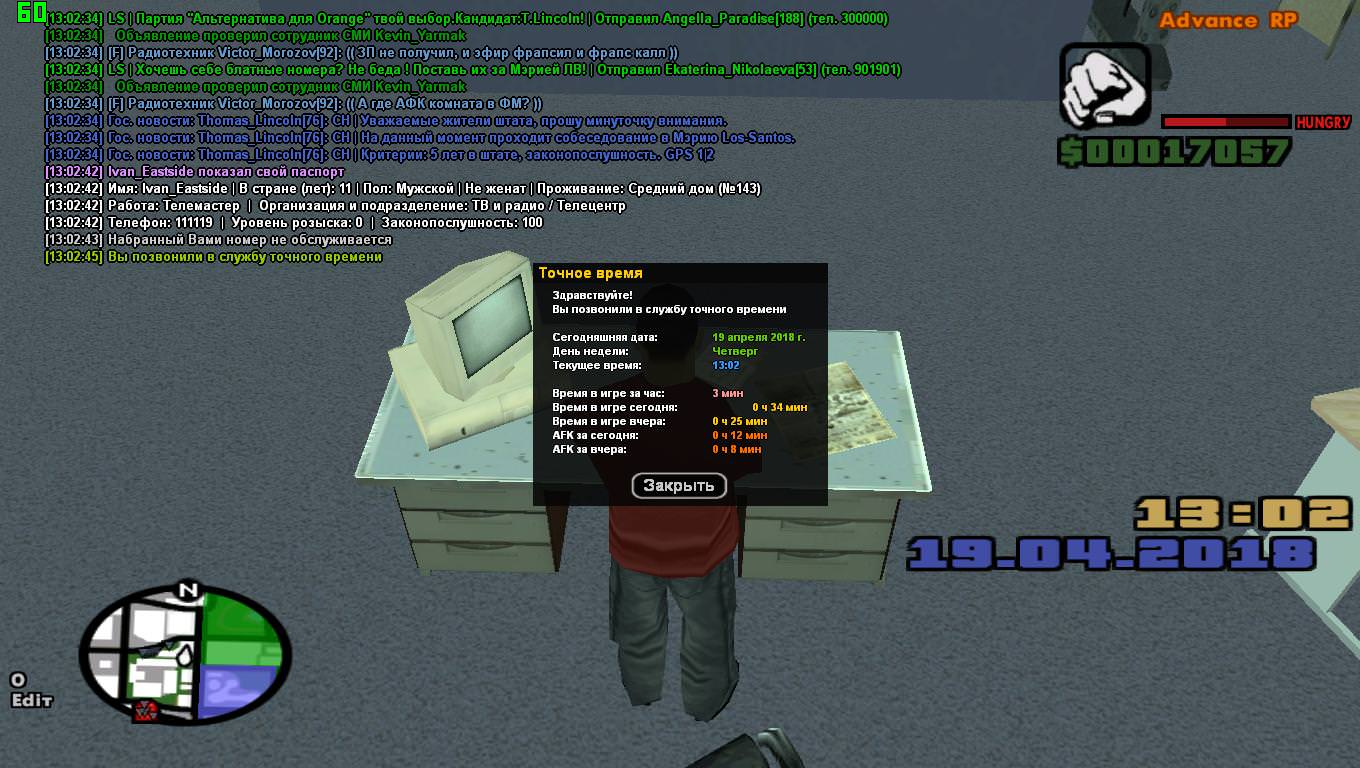 60
[13:02:34] LS | Партия "Альтернатива для Orange" твой выбор.Кандидат:T.Lincoln! | Отправил Angella_Paradise[188] (тел. 300000)
Advance RP
[13:02:34] Объявление проверил сотрудник СМИ Kevin_Yarmak
[13:02:34] [F] Радиотехник Victor_Morozov[92]: (( ЗП не получил, и эфир фрапсил и фрапс капл ))
[13:02:34] LS | Хочешь себе блатные номера? Не беда ! Поставь их за Мэрией ЛВ! | Отправил Ekaterina_Nikolaeva[53] (тел. 901901)
[13:02:34] Объявление проверил сотрудник СМИ Kevin_Yarmak
[13:02:34] [F] Радиотехник Victor_Morozov[92]: (( А где АФК комната в ФМ? ))
[13:02:34] Гос. новости: Thomas_Lincoln[76]: СН | Уважаемые жители штата, прошу минуточку внимания.
[13:02:34] Гос. новости: Thomas_Lincoln[76]: СН | На данный момент проходит собеседование в Мэрию Los-Santos.
[13:02:34] Гос. новости: Thomas_Lincoln[76]: СН | Критерии: 5 лет в штате, законопослушность. GPS 1|2
HUNGRY
$00017057
[13:02:42] Ivan_Eastside показал свой паспорт
[13:02:42] Имя: Ivan_Eastside | В стране (лет): 11 | Пол: Мужской | Не женат | Проживание: Средний дом (№143)
[13:02:42] Работа: Телемастер | Организация и подразделение: ТВ и радио / Телецентр
[13:02:42] Телефон: 111119 | Уровень розыска: 0 | Законопослушность: 100
[13:02:43] Набранный Вами номер не обслуживается
[13:02:45] Вы позвонили в службу точного времени
Точное время
Здравствуйте!
Вы позвонили в службу точного времени
Сегодняшняя дата: 19 апреля 2018 г.
День недели: Четверг
Текущее время: 13:02
Время в игре за час: 3 мин
Время в игре сегодня: 0 ч 34 мин
Время в игре вчера: 0 ч 25 мин
AFK за сегодня: 0 ч 12 мин
AFK за вчера: 0 ч 8 мин
Закрыть
13:02
19.04.2018
N
0
Edit